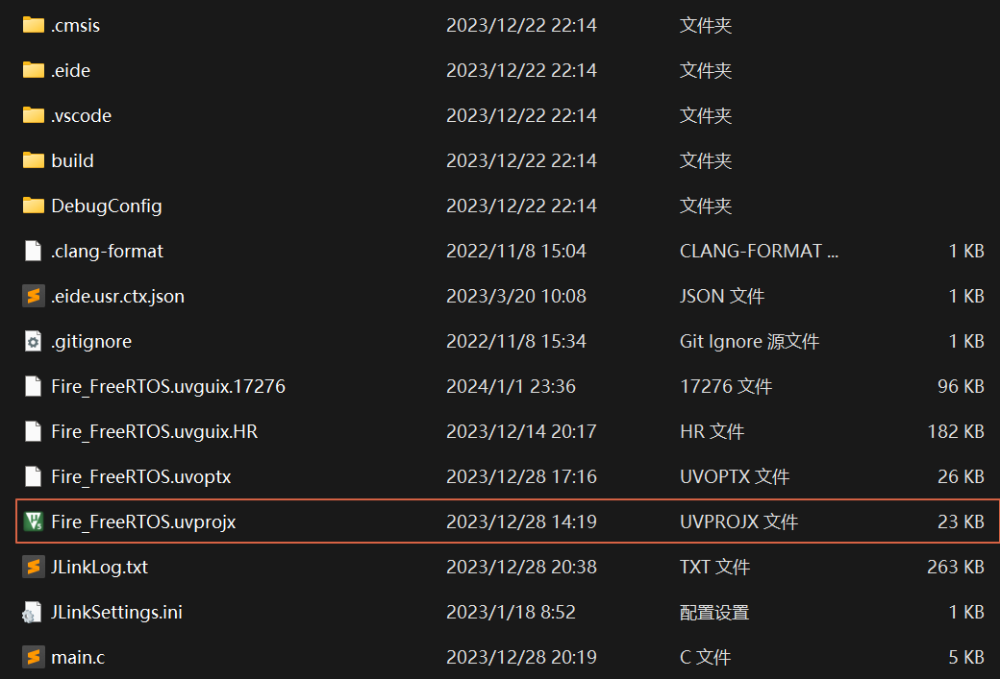 .cmsis 2023/12/22 22:14 文件夹
.eide 2023/12/22 22:14 文件夹
.vscode 2023/12/22 22:14 文件夹
build 2023/12/22 22:14 文件夹
DebugConfig 2023/12/22 22:14 文件夹
.clang-format 2022/11/8 15:04 CLANG-FORMAT ... 1 KB
.eide.usr.ctx.json 2023/3/20 10:08 JSON 文件 1 KB
.gitignore 2022/11/8 15:34 Git Ignore 源文件 1 KB
Fire_FreeRTOS.uvguix.17276 2024/1/1 23:36 17276 文件 96 KB
Fire_FreeRTOS.uvguix.HR 2023/12/14 20:17 HR 文件 182 KB
Fire_FreeRTOS.uvoptx 2023/12/28 17:16 UVOPTX 文件 26 KB
Fire_FreeRTOS.uvprojx 2023/12/28 14:19 UVPROJX 文件 23 KB
JLinkLog.txt 2023/12/28 20:38 TXT 文件 263 KB
JLinkSettings.ini 2023/1/18 8:52 配置设置 1 KB
main.c 2023/12/28 20:19 C 文件 5 KB